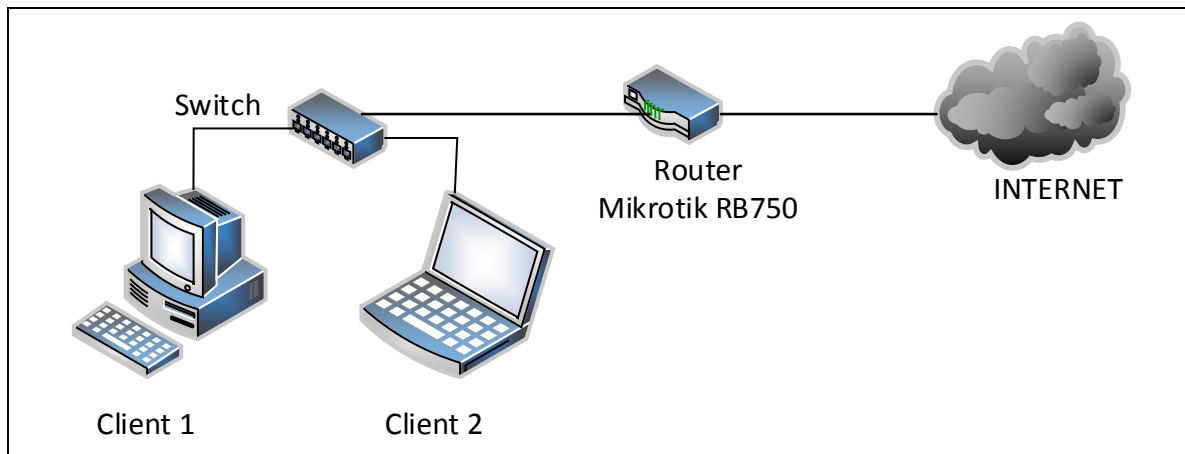 Switch
Router
Mikrotik RB750
INTERNET
Client 1
Client 2